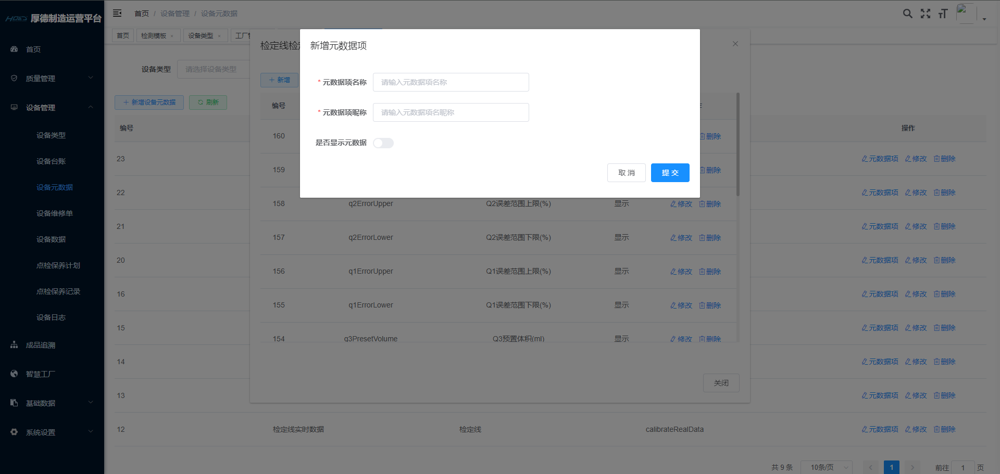 HOD 厚德制造运营平台
首页 / 设备管理 / 设备元数据
首页 检测模板 × 设备类型 × 工厂
首页
质量管理
设备管理
设备类型
设备台账
设备元数据
设备维修单
设备数据
点检保养计划
点检保养记录
设备日志
成品追溯
智慧工厂
基础数据
系统设置
设备类型 请选择设备类型
+ 新增设备元数据 刷新
编号 操作
23 元数据项 修改 删除
22 元数据项 修改 删除
21 元数据项 修改 删除
20 元数据项 修改 删除
16 元数据项 修改 删除
15 元数据项 修改 删除
14 元数据项 修改 删除
13 元数据项 修改 删除
12 检定线实时数据 检定线 calibrateRealData 元数据项 修改 删除
共 9 条 10条/页 < 1 > 前往 1 页
检定线检
+ 新增
编号
160 删除
159 删除
158 q2ErrorUpper Q2误差范围上限(%) 显示 修改 删除
157 q2ErrorLower Q2误差范围下限(%) 显示 修改 删除
156 q1ErrorUpper Q1误差范围上限(%) 显示 修改 删除
155 q1ErrorLower Q1误差范围下限(%) 显示 修改 删除
154 q3PresetVolume Q3预置体积(ml) 显示 修改 删除
关闭
新增元数据项
* 元数据项名称 请输入元数据项名称
* 元数据项昵称 请输入元数据项名昵称
是否显示元数据
取 消 提 交